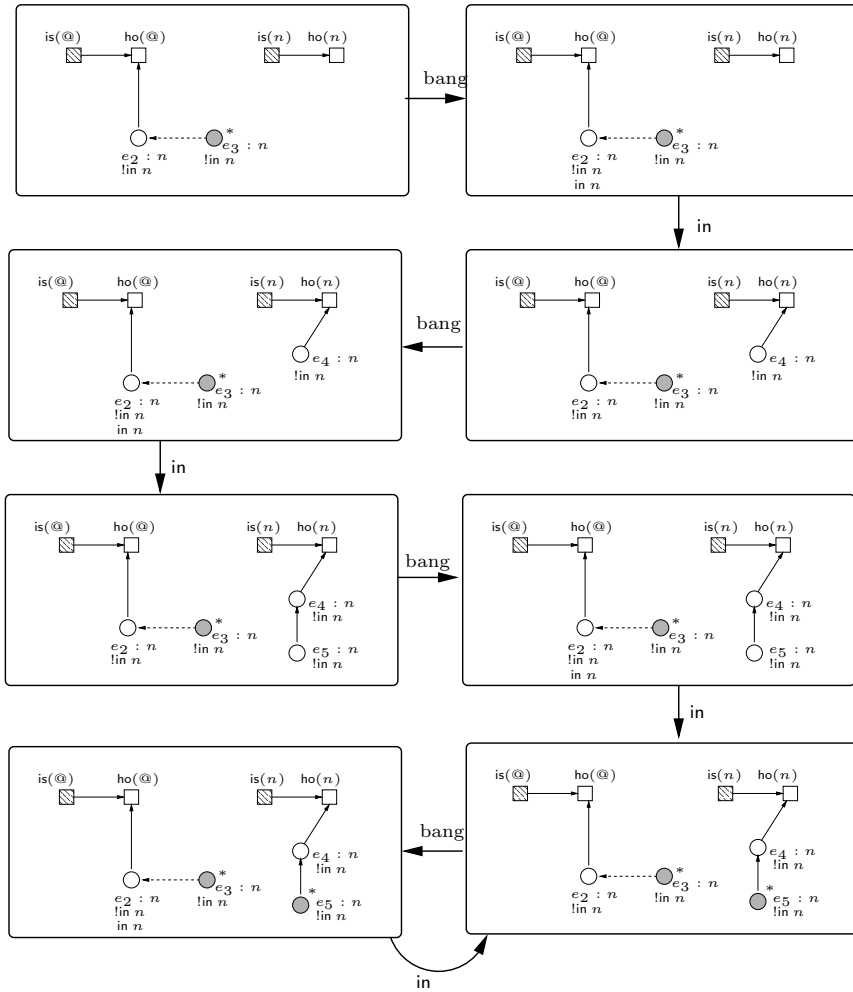 is(@) ho(@) is(n) ho(n)
*
e2 : n e3 : n
!in n !in n
bang
is(@) ho(@) is(n) ho(n)
*
e2 : n e3 : n
!in n !in n
in n
in
is(@) ho(@) is(n) ho(n)
e4 : n
!in n
*
e2 : n e3 : n
!in n !in n
in n
bang
is(@) ho(@) is(n) ho(n)
e4 : n
!in n
*
e2 : n e3 : n
!in n !in n
in
is(@) ho(@) is(n) ho(n)
e4 : n
!in n
*
e2 : n e3 : n
!in n !in n
e5 : n
!in n
bang
is(@) ho(@) is(n) ho(n)
e4 : n
!in n
*
e2 : n e3 : n
!in n !in n
in n
e5 : n
!in n
in
is(@) ho(@) is(n) ho(n)
e4 : n
!in n
*
e2 : n e3 : n
!in n !in n
in n
*
e5 : n
!in n
bang
is(@) ho(@) is(n) ho(n)
e4 : n
!in n
*
e2 : n e3 : n
!in n !in n
*
e5 : n
!in n
in